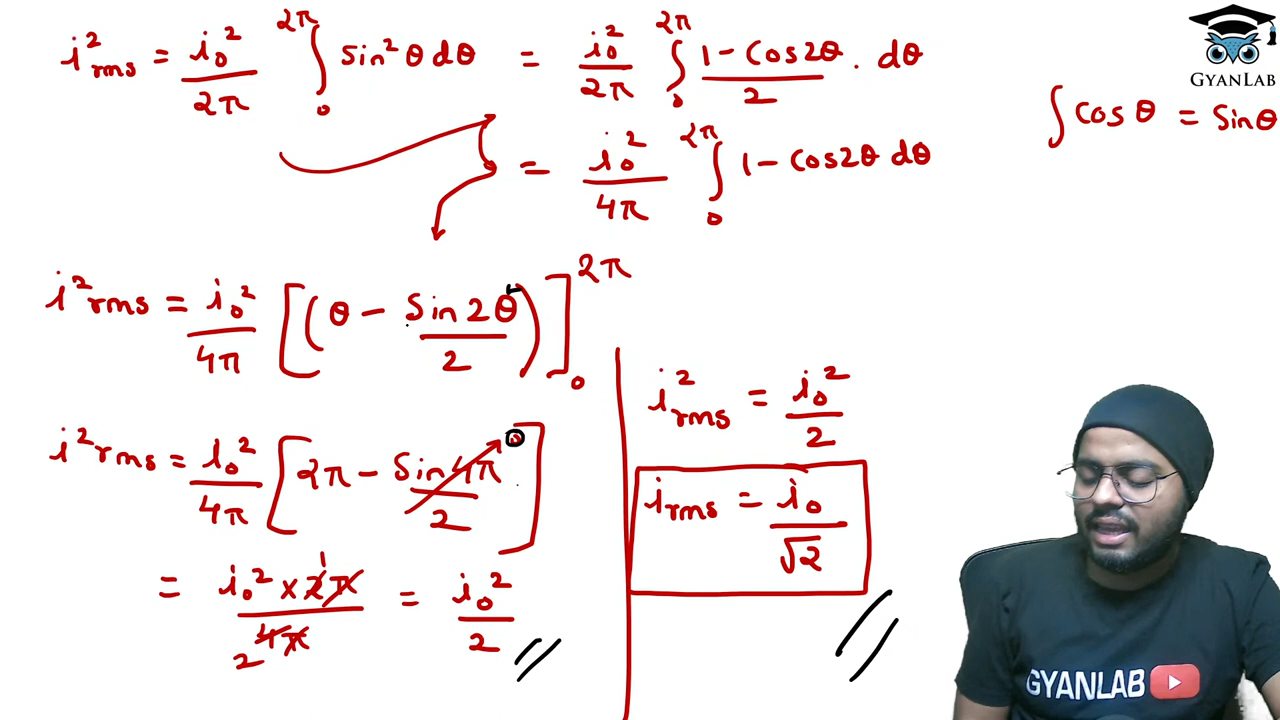 i²rms = i₀²/2π ∫₀^2π sin²θ dθ = i₀²/2π ∫₀^2π (1 - Cos2θ)/2 . dθ
GYANLAB
∫ Cos θ = Sinθ
= i₀²/4π ∫₀^2π 1 - Cos2θ dθ
i²rms = i₀²/4π [(θ - Sin2θ/2)]₀^2π
i²rms = i₀²/4π [2π - Sin4π/2] 0
= i₀² × 2π/4π 1 2 = i₀²/2
i²rms = i₀²/2
irms = i₀/√2
GYANLAB